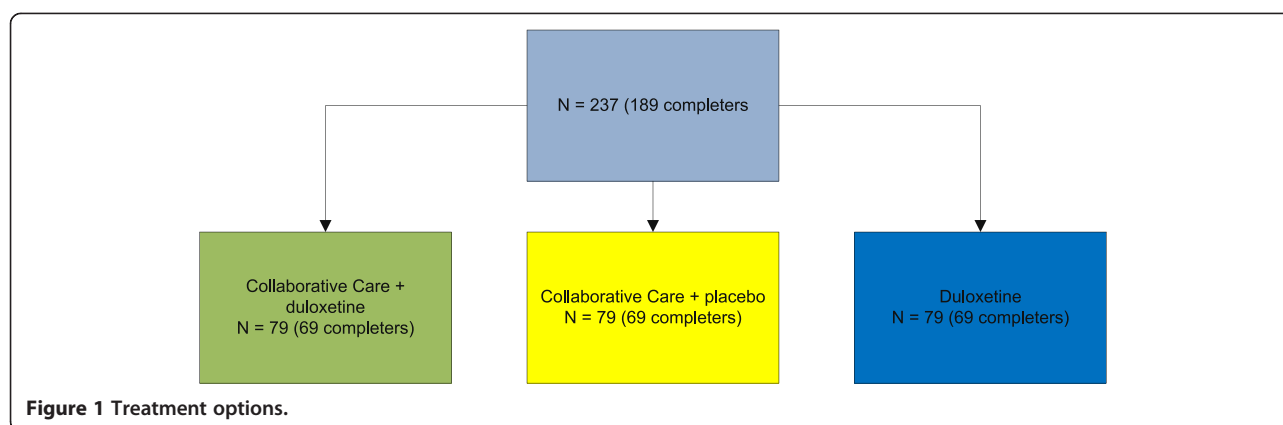 N = 237 (189 completers
Collaborative Care +
duloxetine
N = 79 (69 completers)
Collaborative Care + placebo
N = 79 (69 completers)
Duloxetine
N = 79 (69 completers)
Figure 1 Treatment options.